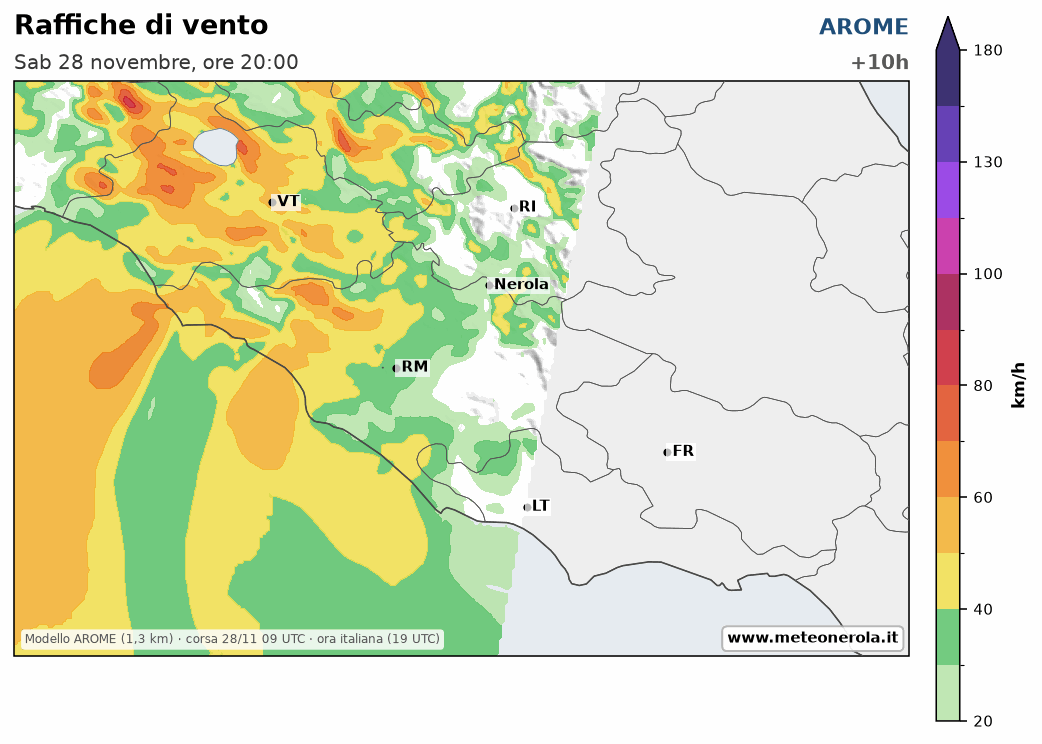 Raffiche di vento
AROME
Sab 28 novembre, ore 20:00
+10h
VT
RI
Nerola
RM
FR
LT
Modello AROME (1,3 km) · corsa 28/11 09 UTC · ora italiana (19 UTC)
www.meteonerola.it
180
130
100
80
60
40
20
km/h